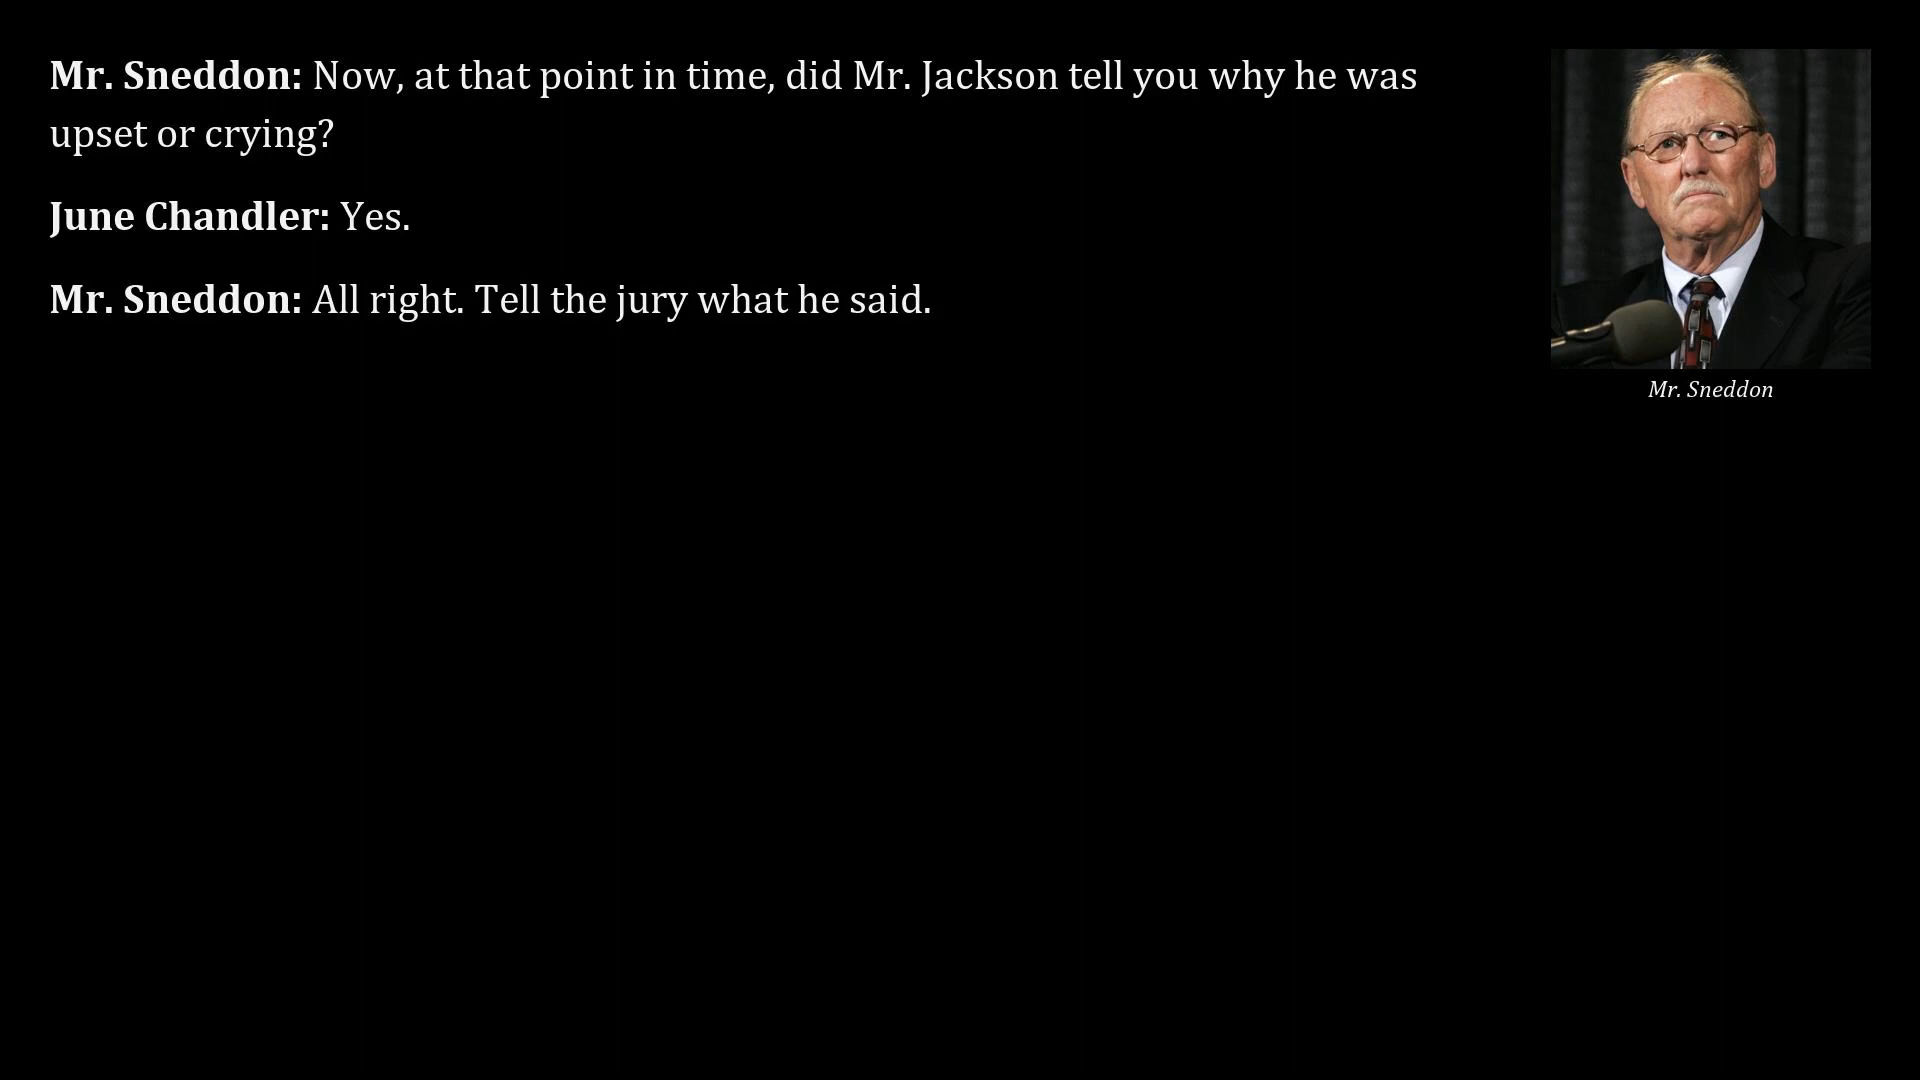 Mr. Sneddon: Now, at that point in time, did Mr. Jackson tell you why he was
upset or crying?
June Chandler: Yes.
Mr. Sneddon: All right. Tell the jury what he said.
Mr. Sneddon